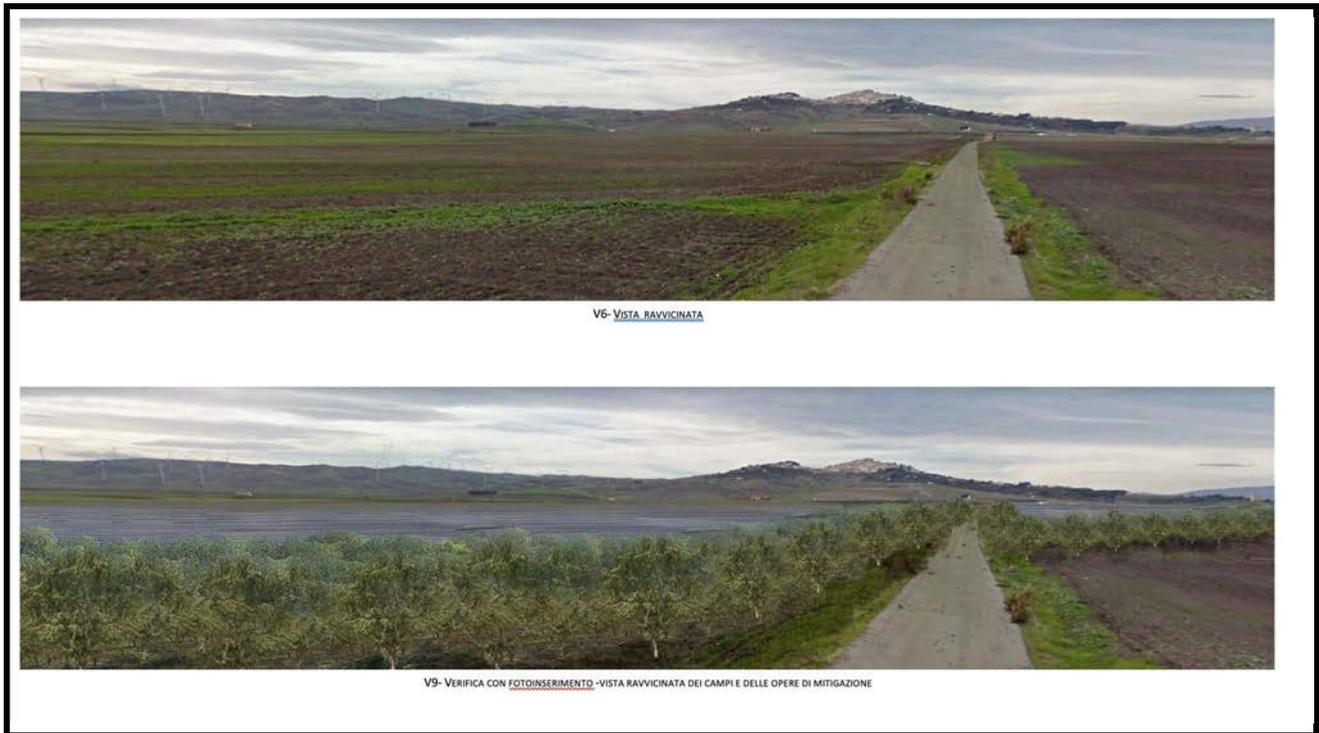 V6- VISTA RAVVICINATA
V9- VERIFICA CON FOTOINSERIMENTO -VISTA RAVVICINATA DEI CAMPI E DELLE OPERE DI MITIGAZIONE